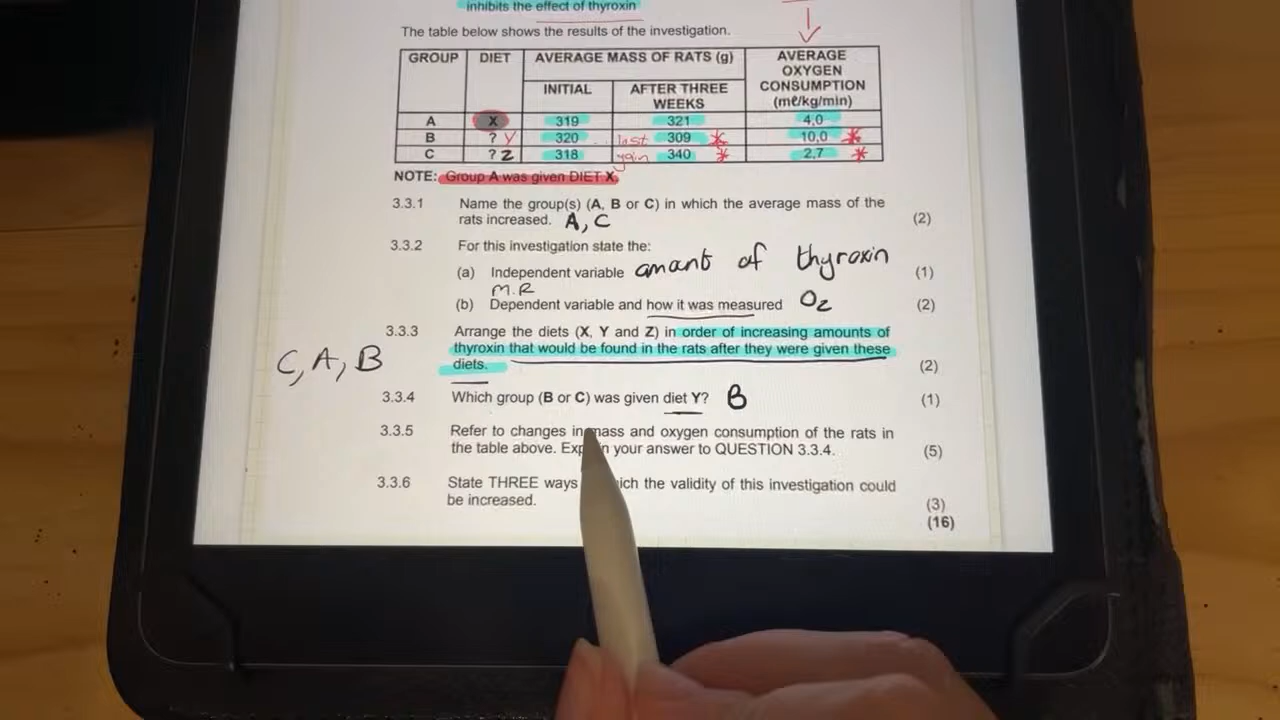 inhibits the effect of thyroxin
The table below shows the results of the investigation.
GROUP DIET AVERAGE MASS OF RATS (g) AVERAGE OXYGEN CONSUMPTION (mℓ/kg/min)
INITIAL AFTER THREE WEEKS
A X 319 321 4,0
B ? Y 320 lost 309 * 10,0 *
C ? Z 318 gain 340 * 2,7 *
NOTE: Group A was given DIET X.
3.3.1 Name the group(s) (A, B or C) in which the average mass of the
rats increased. A, C (2)
3.3.2 For this investigation state the:
(a) Independent variable amant of thyroxin (1)
M.R
(b) Dependent variable and how it was measured O2 (2)
3.3.3 Arrange the diets (X, Y and Z) in order of increasing amounts of
thyroxin that would be found in the rats after they were given these
diets. (2)
C, A, B
3.3.4 Which group (B or C) was given diet Y? B (1)
3.3.5 Refer to changes in mass and oxygen consumption of the rats in
the table above. Exp n your answer to QUESTION 3.3.4. (5)
3.3.6 State THREE ways ich the validity of this investigation could
be increased. (3)
(16)